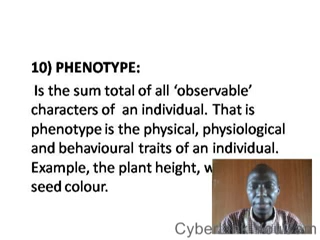 10) PHENOTYPE:
Is the sum total of all ‘observable’
characters of an individual. That is
phenotype is the physical, physiological
and behavioural traits of an individual.
Example, the plant height,
seed colour.